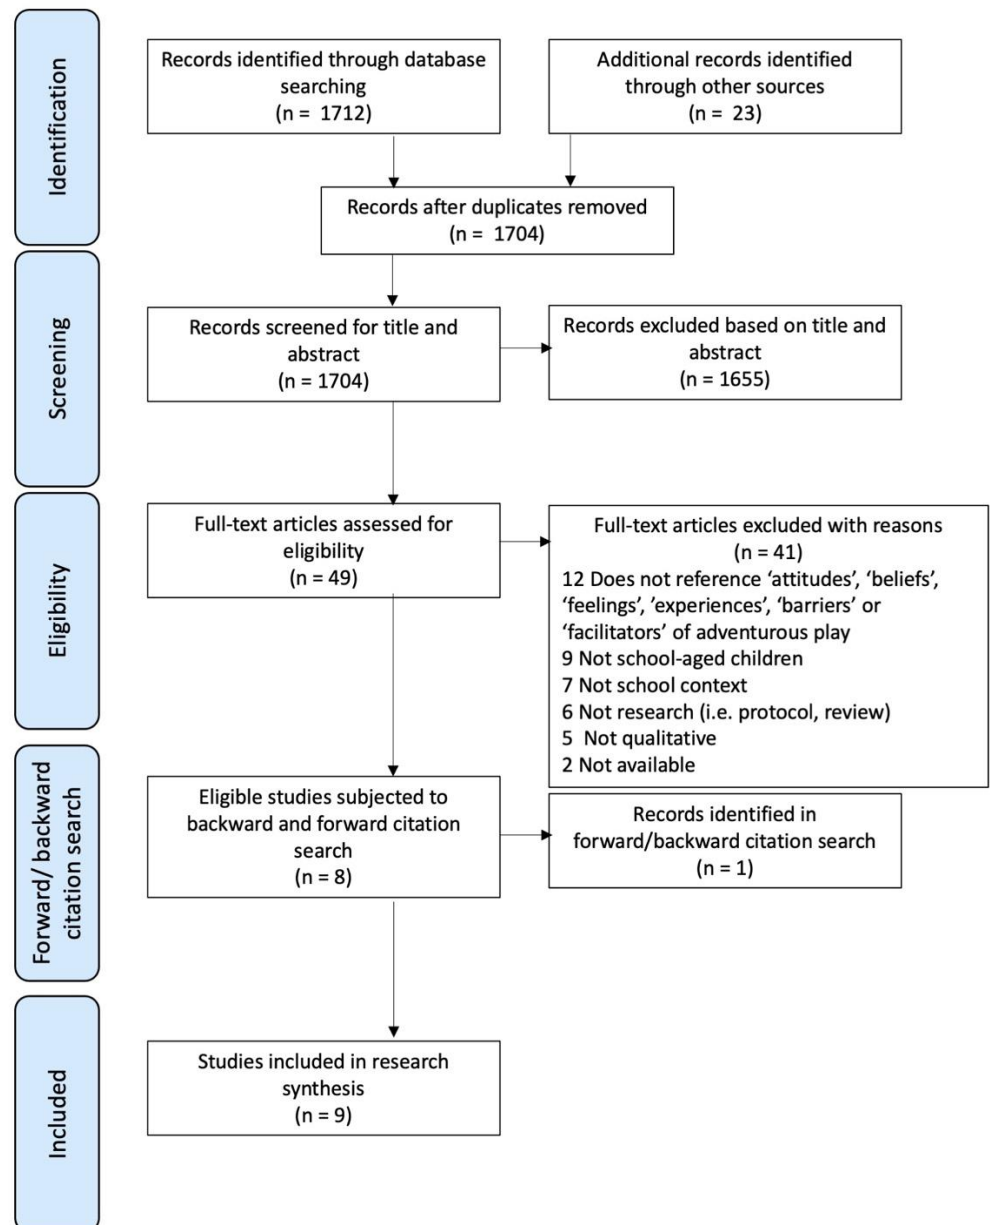 Identification
Records identified through database
searching
(n = 1712)
Additional records identified
through other sources
(n = 23)
Records after duplicates removed
(n = 1704)
Screening
Records screened for title and
abstract
(n = 1704)
Records excluded based on title and
abstract
(n = 1655)
Eligibility
Full-text articles assessed for
eligibility
(n = 49)
Full-text articles excluded with reasons
(n = 41)
12 Does not reference ‘attitudes’, ‘beliefs’,
‘feelings’, ’experiences’, ‘barriers’ or
‘facilitators’ of adventurous play
9 Not school-aged children
7 Not school context
6 Not research (i.e. protocol, review)
5 Not qualitative
2 Not available
Forward/ backward
citation search
Eligible studies subjected to
backward and forward citation
search
(n = 8)
Records identified in
forward/backward citation search
(n = 1)
Included
Studies included in research
synthesis
(n = 9)